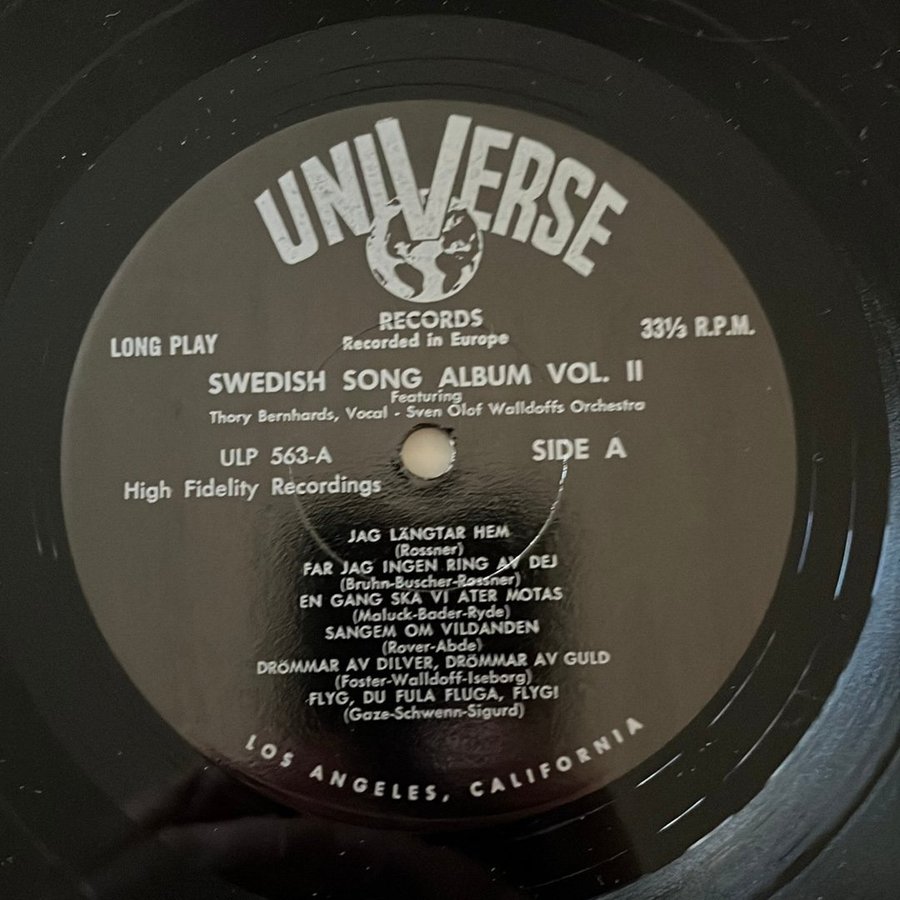 UNIVERSE
RECORDS
Recorded in Europe
LONG PLAY
33⅓ R.P.M.
SWEDISH SONG ALBUM VOL. II
Featuring
Thory Bernhards, Vocal - Sven Olof Walldoffs Orchestra
ULP 563-A
SIDE A
High Fidelity Recordings
JAG LÄNGTAR HEM
(Rossner)
FAR JAG INGEN RING AV DEJ
(Bruhn-Buscher-Rossner)
EN GANG SKA VI ATER MOTAS
(Maluck-Bader-Ryde)
SANGEM OM VILDANDEN
(Rover-Abde)
DRÖMMAR AV DILVER, DRÖMMAR AV GULD
(Foster-Walldoff-Iseborg)
FLYG, DU FULA FLUGA, FLYG!
(Gaze-Schwenn-Sigurd)
LOS ANGELES, CALIFORNIA